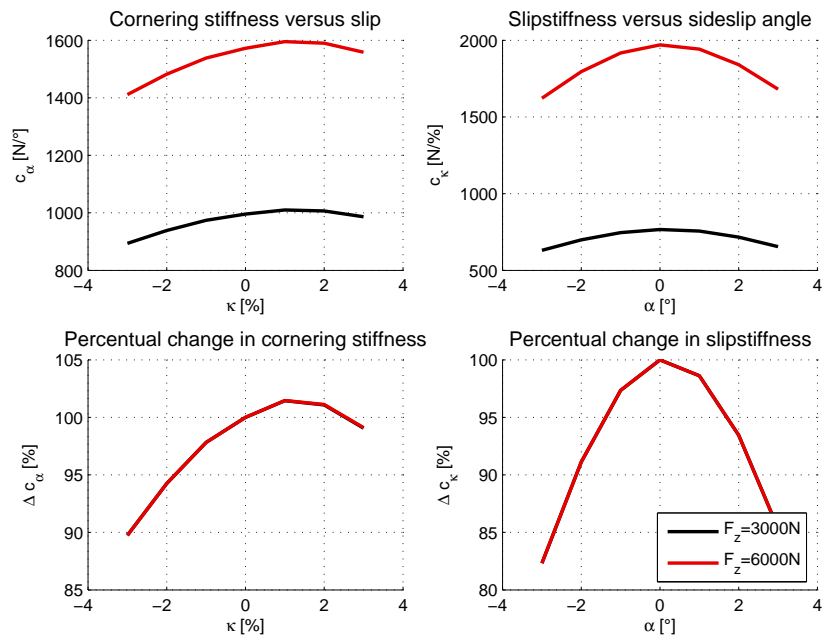 Cornering stiffness versus slip
1600
1400
1200
1000
800
−4
−2
0
2
4
c_α [N/°]
κ [%]
Slipstiffness versus sideslip angle
2000
1500
1000
500
−4
−2
0
2
4
c_κ [N/%]
α [°]
Percentual change in cornering stiffness
105
100
95
90
85
−4
−2
0
2
4
Δ c_α [%]
κ [%]
Percentual change in slipstiffness
100
95
90
85
80
−4
−2
0
2
4
Δ c_κ [%]
α [°]
F_z=3000N
F_z=6000N